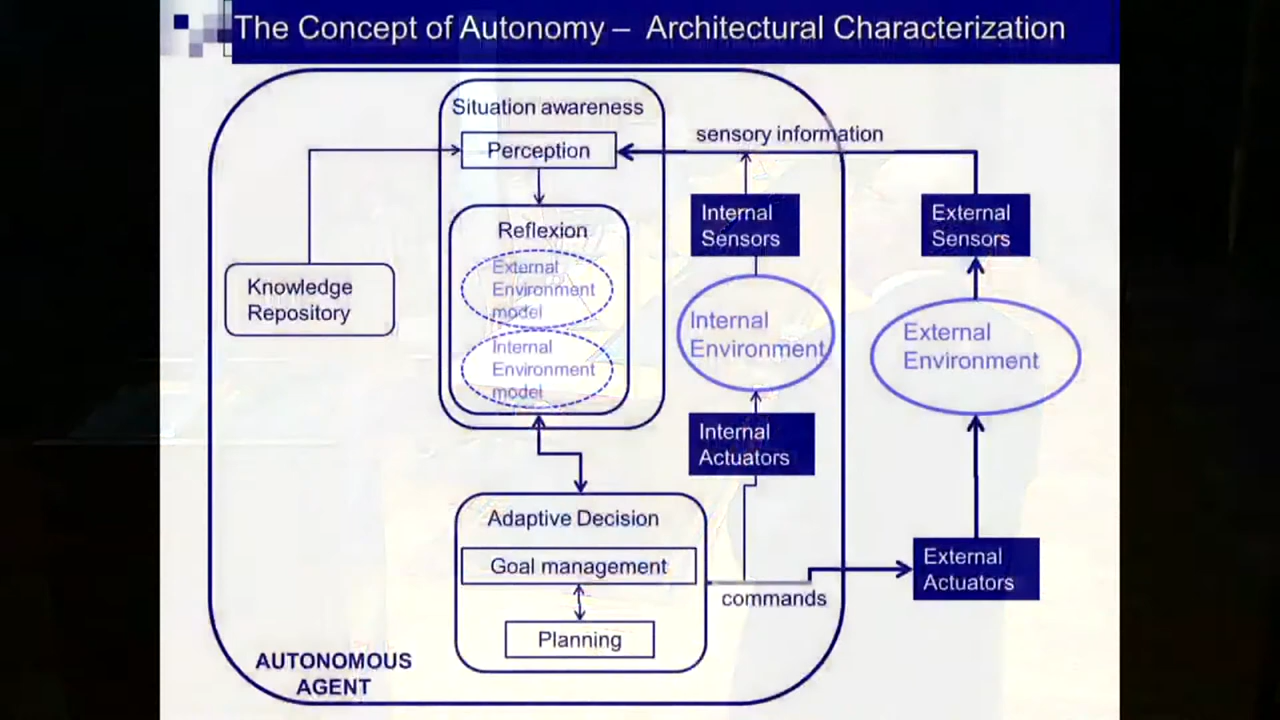 The Concept of Autonomy – Architectural Characterization
Situation awareness
sensory information
Perception
Internal
Sensors
External
Sensors
Reflexion
External
Environment
model
Knowledge
Repository
Internal
Environment
External
Environment
Internal
Environment
model
Internal
Actuators
Adaptive Decision
Goal management
External
Actuators
commands
Planning
AUTONOMOUS
AGENT